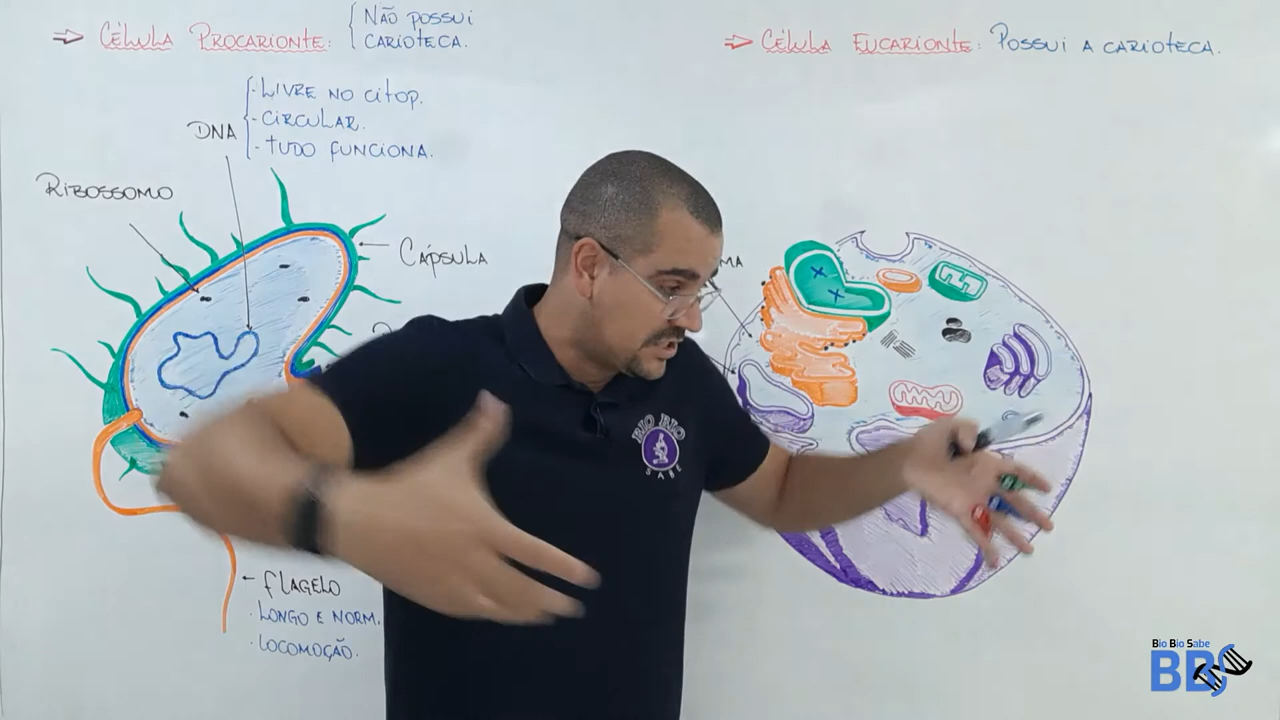 ⇒ Célula Procarionte: Não possui
carioteca.
⇒ Célula Eucarionte: Possui a carioteca.
DNA
- Livre no citop.
- Circular.
- Tudo funciona.
Ribossomo
Cápsula
MA
Flagelo
· Longo e norm.
· Locomoção.
BIO BIO
SABE
Bio Bio Sabe
BBS